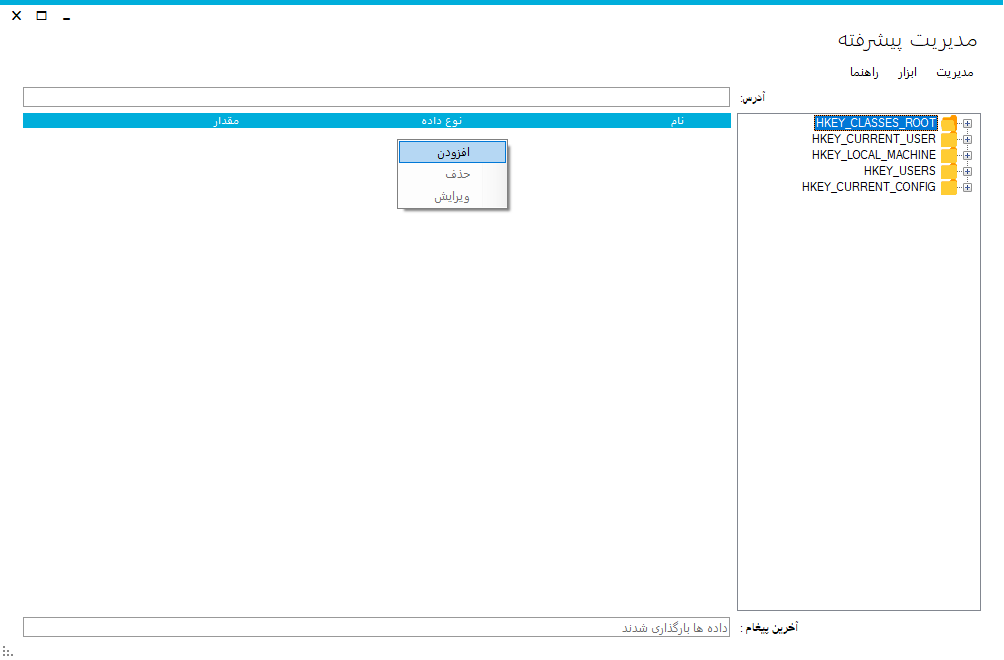 مدیریت پیشرفته
مدیریت ابزار راهنما
آدرس:
نام نوع داده مقدار
HKEY_CLASSES_ROOT
HKEY_CURRENT_USER
HKEY_LOCAL_MACHINE
HKEY_USERS
HKEY_CURRENT_CONFIG
افزودن
حذف
ویرایش
آخرین پیغام : داده ها بارگذاری شدند